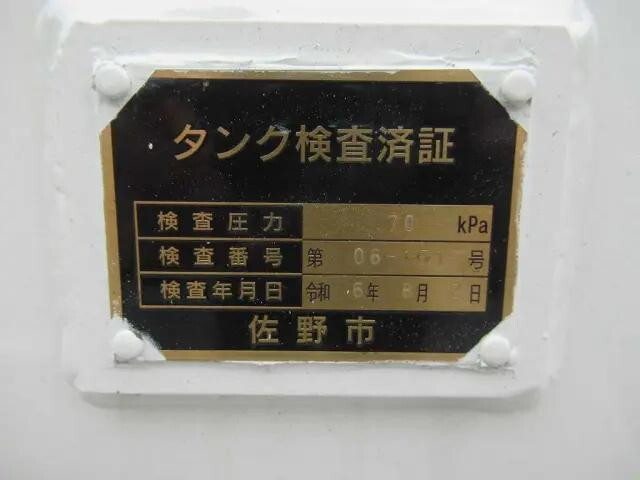 タンク検査済証
検査圧力 70 kPa
検査番号 第 号
検査年月日 令和 6年 月 日
佐野市